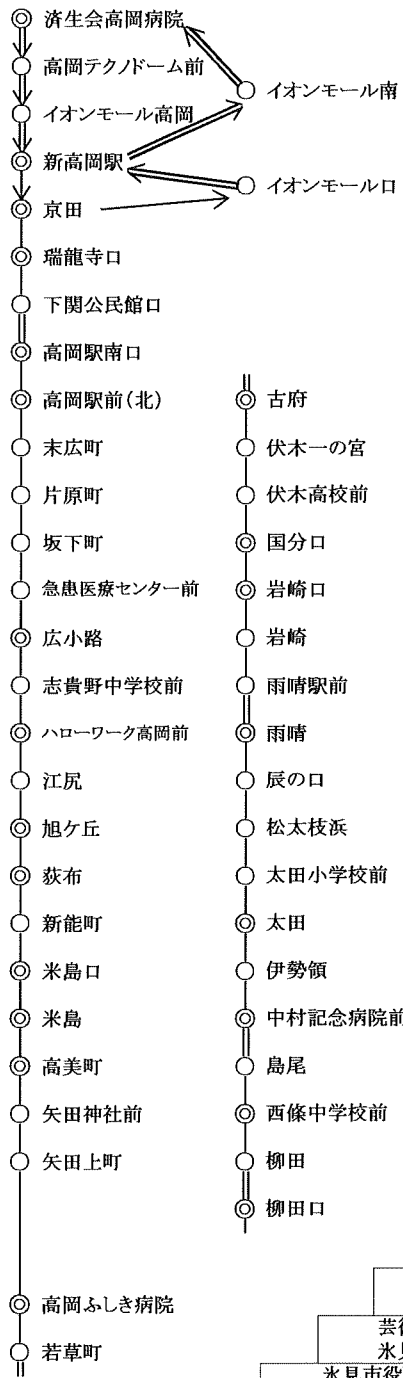 済生会高岡病院
高岡テクノドーム前
イオンモール南
イオンモール高岡
新高岡駅
イオンモール口
京田
瑞龍寺口
下関公民館口
高岡駅南口
高岡駅前(北)
末広町
片原町
坂下町
急患医療センター前
広小路
志貴野中学校前
ハローワーク高岡前
江尻
旭ケ丘
荻布
新能町
米島口
米島
高美町
矢田神社前
矢田上町
高岡ふしき病院
若草町
古府
伏木一の宮
伏木高校前
国分口
岩崎口
岩崎
雨晴駅前
雨晴
辰の口
松太枝浜
太田小学校前
太田
伊勢領
中村記念病院前
島尾
西條中学校前
柳田
柳田口
氷見市役